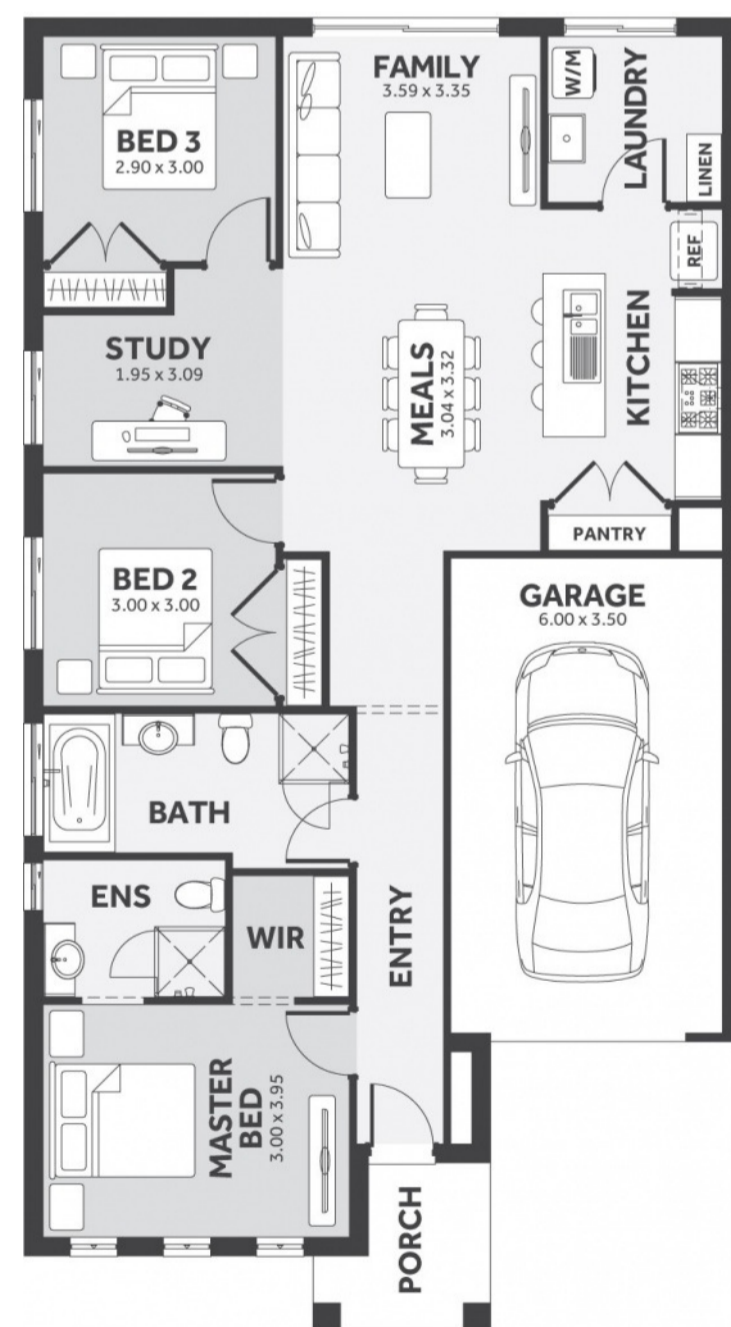 FAMILY
3.59 x 3.35
W/M
LAUNDRY
LINEN
BED 3
2.90 x 3.00
REF
STUDY
1.95 x 3.09
MEALS
3.04 x 3.32
KITCHEN
PANTRY
BED 2
3.00 x 3.00
GARAGE
6.00 x 3.50
BATH
ENS
WIR
ENTRY
MASTER
BED
3.00 x 3.95
PORCH